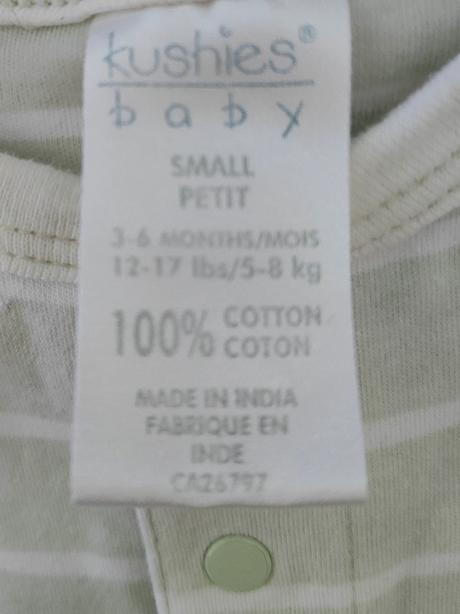 kushies®
baby
SMALL
PETIT
3-6 MONTHS/MOIS
12-17 lbs/5-8 kg
100% COTTON
COTON
MADE IN INDIA
FABRIQUE EN
INDE
CA26797